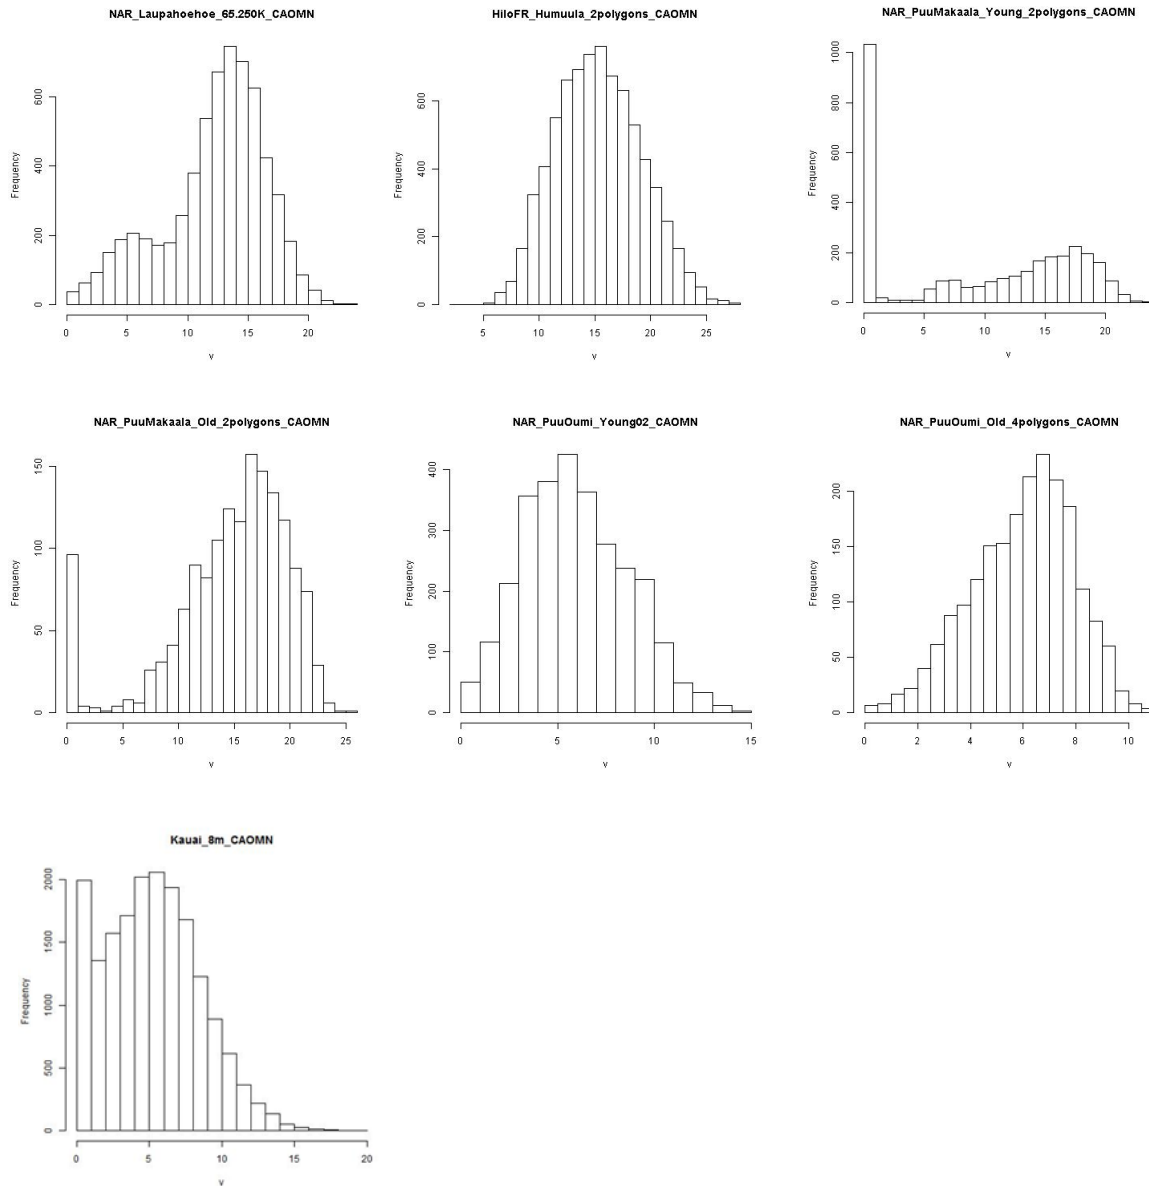 NAR_Laupahoehoe_65.250K_CAOMN
Frequency
0 200 400 600
0 5 10 15 20
v
HiloFR_Humuula_2polygons_CAOMN
Frequency
0 200 400 600
5 10 15 20 25
v
NAR_PuuMakaala_Young_2polygons_CAOMN
Frequency
0 200 400 600 800 1000
0 5 10 15 20
v
NAR_PuuMakaala_Old_2polygons_CAOMN
Frequency
0 50 100 150
0 5 10 15 20 25
v
NAR_PuuOumi_Young02_CAOMN
Frequency
0 100 200 300 400
0 5 10 15
v
NAR_PuuOumi_Old_4polygons_CAOMN
Frequency
0 50 100 150 200
0 2 4 6 8 10
v
Kauai_8m_CAOMN
Frequency
0 500 1000 1500 2000
0 5 10 15 20
v